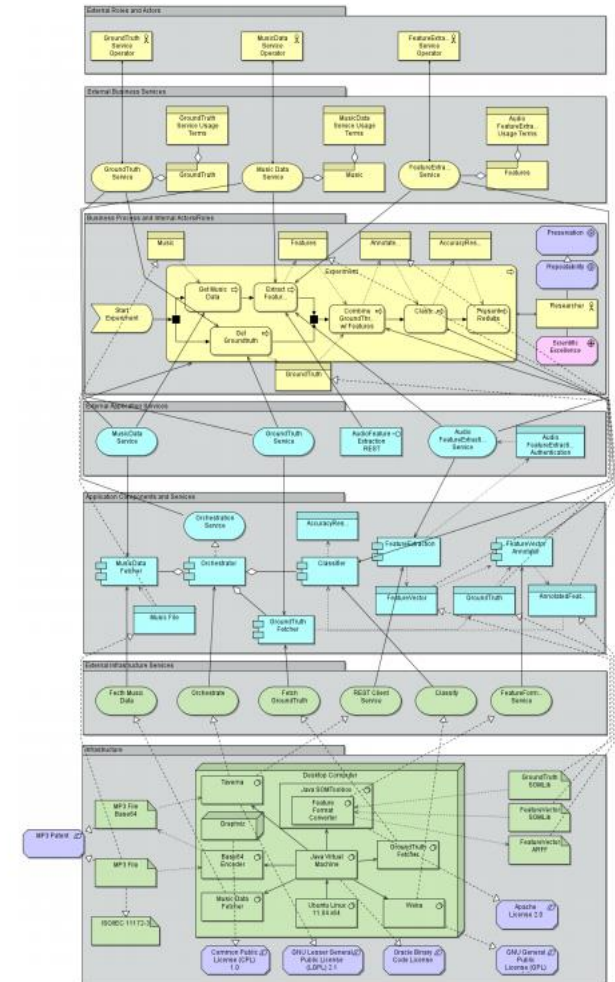 External Roles and Actors
GroundTruth
Service
Operator
MusicData
Service
Operator
FeatureExtra...
Service
Operator
External Business Services
GroundTruth
Service Usage
Terms
MusicData
Service Usage
Terms
Audio
FeatureExtra...
Usage Terms
GroundTruth
Service
GroundTruth
Music Data
Service
Music
FeatureExtra...
Service
Features
Business Process and Internal Actors/Roles
Music
Features
Annotate...
AccuracyRes...
Presentation
Repeatability
Experiment
Get Music
Data
Extract
Featur...
Start
Experiment
Combine
GroundTrt...
w/ Features
Classi...
Present
Results
Researcher
Get
Groundtruth
Scientific
Excellence
GroundTruth
External Application Services
MusicData
Service
GroundTruth
Service
AudioFeature
Extraction
REST
Audio
FeatureExtracti...
Service
Audio
FeatureExtracti...
Authentication
Application Components and Services
Orchestration
Service
AccuracyRes...
MusicData
Fetcher
Orchestrator
Classifier
FeatureExtraction
FeatureVector
Annotator
Music File
GroundTruth
Fetcher
FeatureVector
GroundTruth
AnnotatedFeat...
External Infrastructure Services
Fecth Music
Data
Orchestrate
Fetch
GroundTruth
REST Client
Service
Classify
FeatureForm...
Service
Infrastructure
Desktop Computer
Taverna
Java SOMToolbox
Feature
Format
Converter
GroundTruth
SOMLib
MP3 File
Base64
Graphviz
FeatureVector
SOMLib
MP3 Patent
Base64
Encoder
Java Virtual
Machine
GroundTruth
Fetcher
FeatureVector
ARFF
MP3 File
Music Data
Fetcher
Ubuntu Linux
11.04 x64
Weka
Apache
License 2.0
ISO/IEC 11172-3
Common Public
License (CPL)
1.0
GNU Lesser General
Public License
(LGPL) 2.1
Oracle Binary
Code License
GNU General
Public
License (GPL)